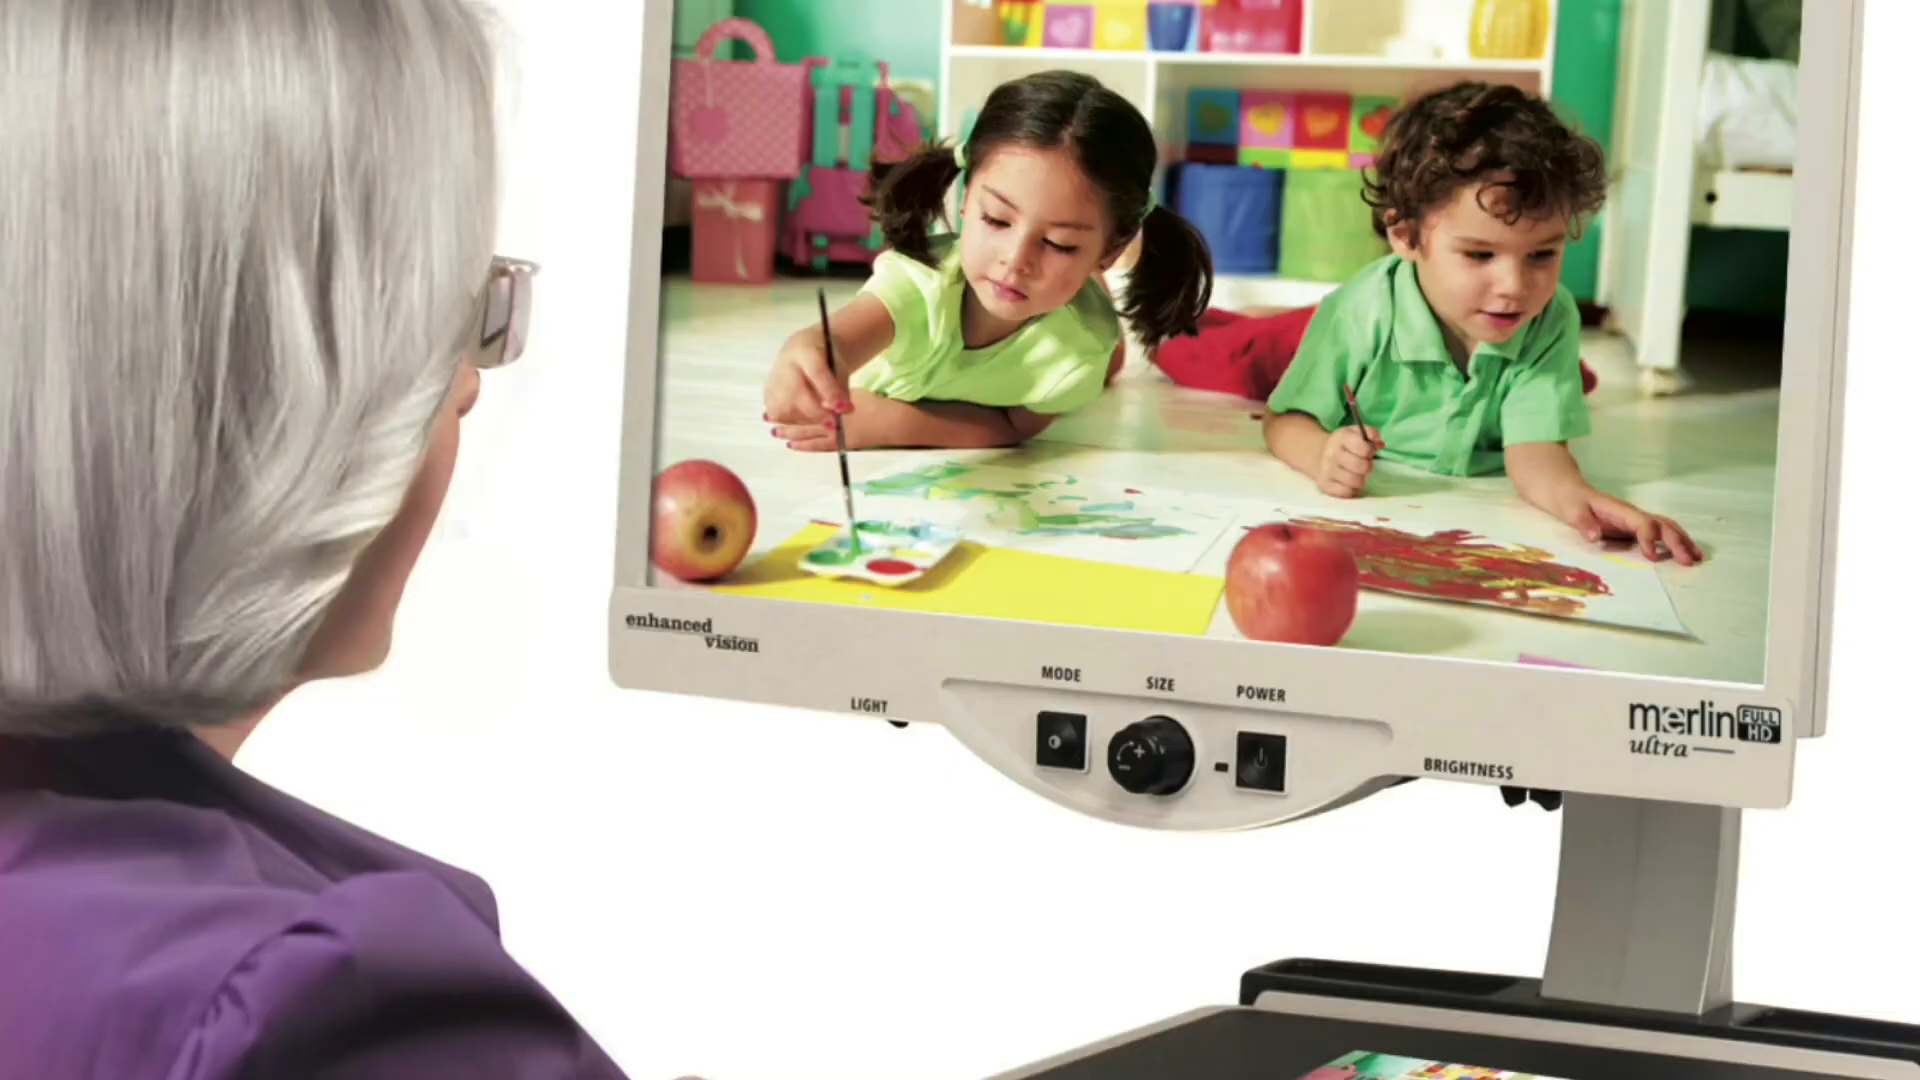 enhanced
vision
LIGHT
MODE
SIZE
POWER
BRIGHTNESS
merlin FULL HD
ultra